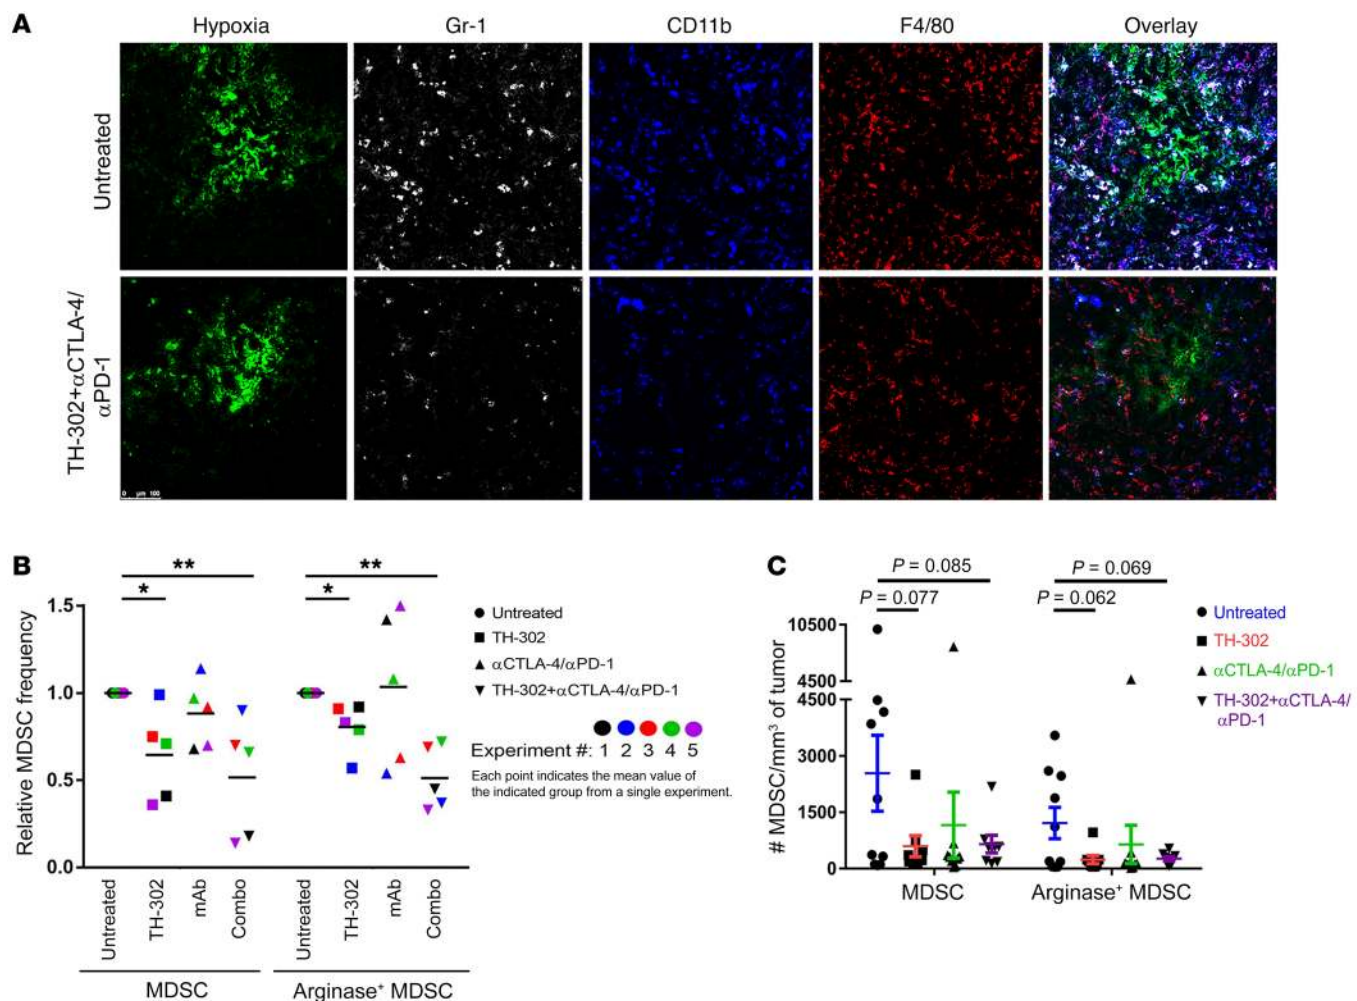 A
Hypoxia
Gr-1
CD11b
F4/80
Overlay
Untreated
TH-302+αCTLA-4/
αPD-1
0 µm 100
B
**
*
**
*
Relative MDSC frequency
1.5
1.0
0.5
0.0
Untreated
TH-302
mAb
Combo
Untreated
TH-302
mAb
Combo
MDSC
Arginase⁺ MDSC
Untreated
TH-302
αCTLA-4/αPD-1
TH-302+αCTLA-4/αPD-1
Experiment #: 1 2 3 4 5
Each point indicates the mean value of
the indicated group from a single experiment.
C
P = 0.085
P = 0.077
P = 0.069
P = 0.062
# MDSC/mm³ of tumor
10500
4500
4500
3000
1500
0
MDSC
Arginase⁺ MDSC
Untreated
TH-302
αCTLA-4/αPD-1
TH-302+αCTLA-4/
αPD-1